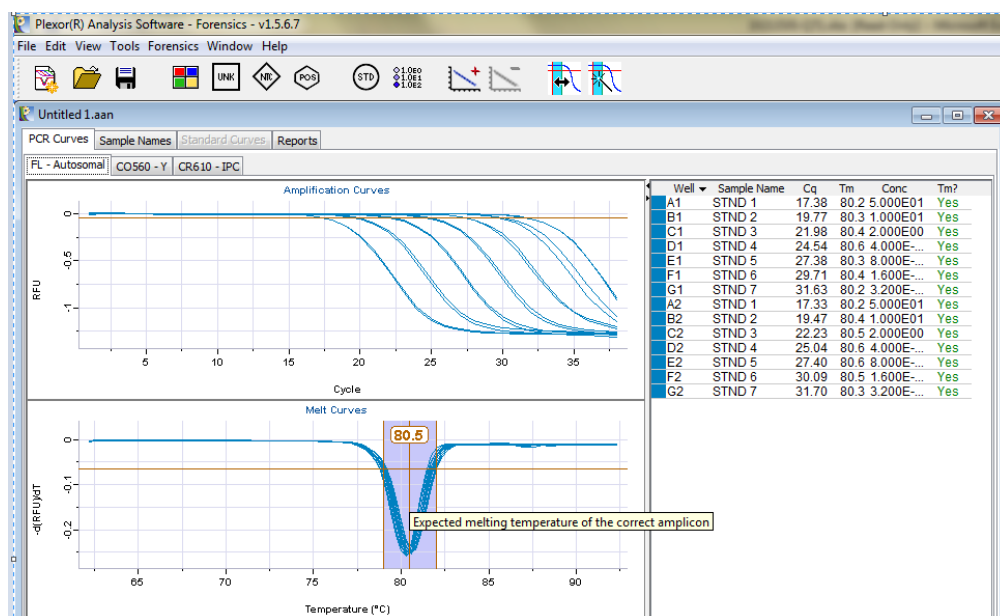 Plexor(R) Analysis Software - Forensics - v1.5.6.7
File Edit View Tools Forensics Window Help
UNK NTC POS STD 1.0E0
1.0E1
1.0E2
Untitled 1.aan
PCR Curves Sample Names Standard Curves Reports
FL - Autosomal CO560 - Y CR610 - IPC
Amplification Curves
RFU
0
-0.5
-1
5 10 15 20 25 30 35
Cycle
Melt Curves
-d(RFU)/dT
0
-0.1
-0.2
80.5
Expected melting temperature of the correct amplicon
65 70 75 80 85 90
Temperature (°C)
Well Sample Name Cq Tm Conc Tm?
A1 STND 1 17.38 80.2 5.000E01 Yes
B1 STND 2 19.77 80.3 1.000E01 Yes
C1 STND 3 21.98 80.4 2.000E00 Yes
D1 STND 4 24.54 80.6 4.000E-... Yes
E1 STND 5 27.38 80.3 8.000E-... Yes
F1 STND 6 29.71 80.4 1.600E-... Yes
G1 STND 7 31.63 80.2 3.200E-... Yes
A2 STND 1 17.33 80.2 5.000E01 Yes
B2 STND 2 19.47 80.4 1.000E01 Yes
C2 STND 3 22.23 80.5 2.000E00 Yes
D2 STND 4 25.04 80.6 4.000E-... Yes
E2 STND 5 27.40 80.6 8.000E-... Yes
F2 STND 6 30.09 80.5 1.600E-... Yes
G2 STND 7 31.70 80.3 3.200E-... Yes